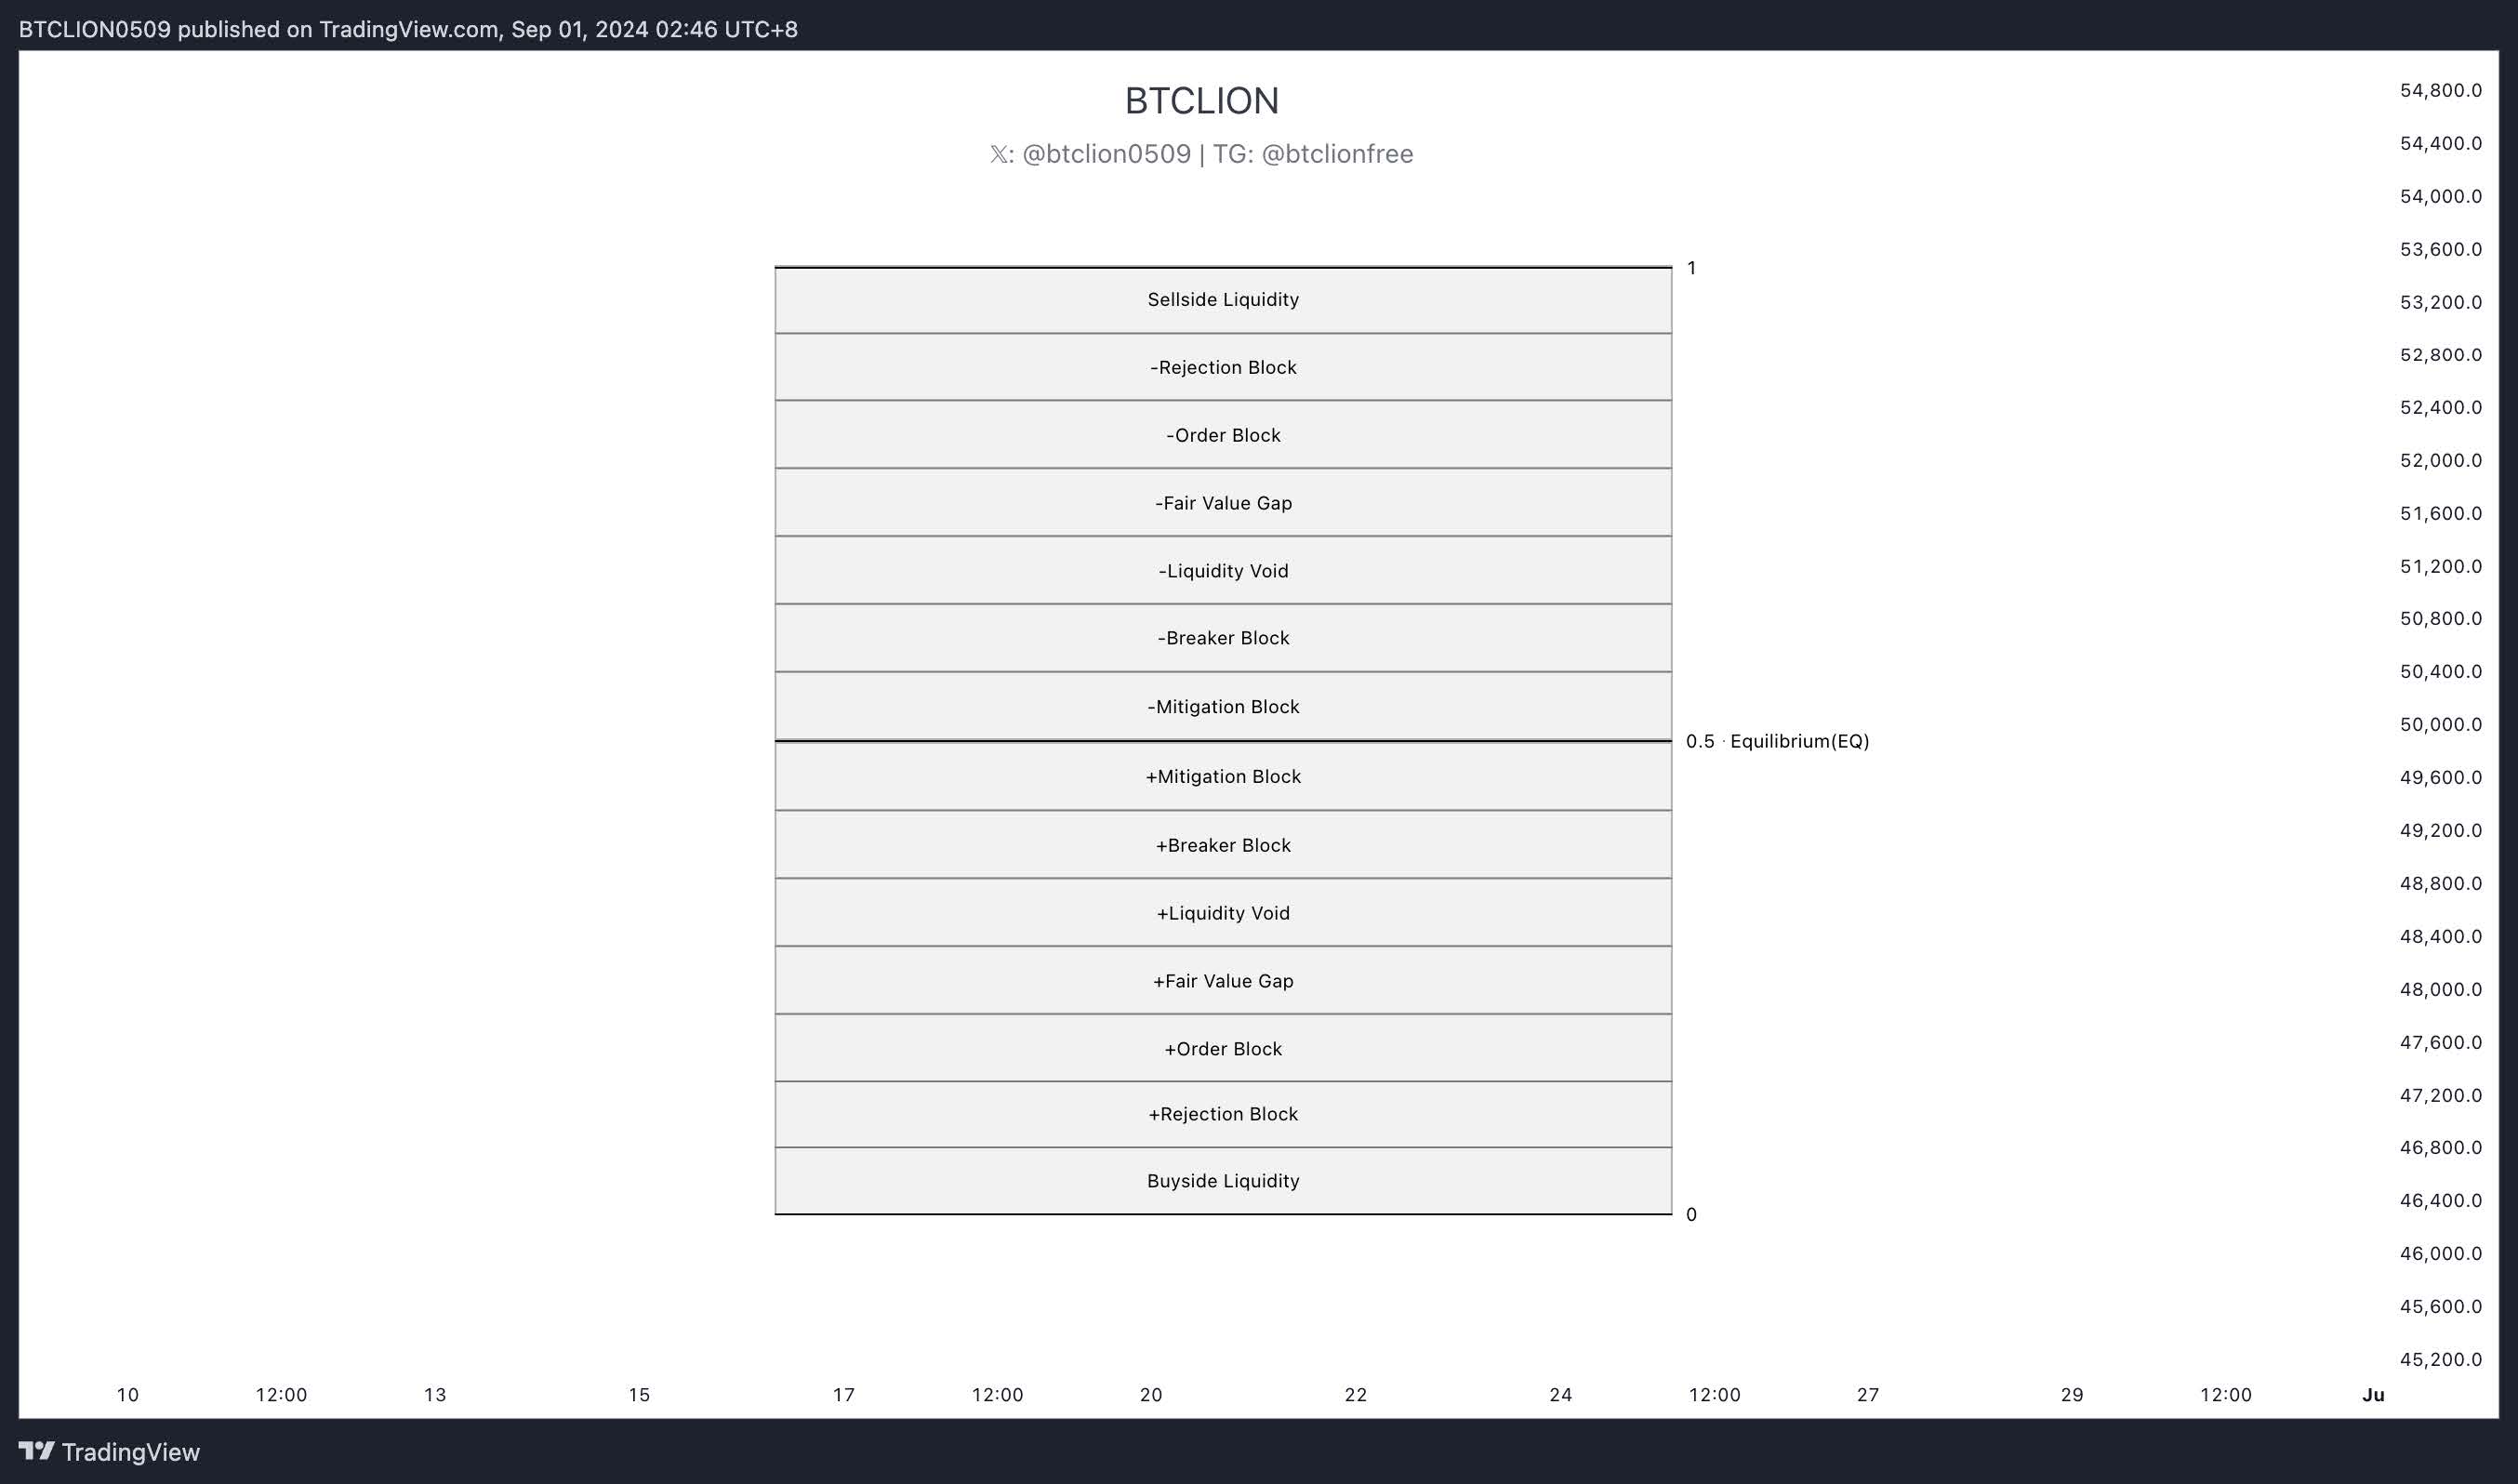 BTCLION0509 published on TradingView.com, Sep 01, 2024 02:46 UTC+8
BTCLION
𝕏: @btclion0509 | TG: @btclionfree
54,800.0
54,400.0
54,000.0
53,600.0
53,200.0
52,800.0
52,400.0
52,000.0
51,600.0
51,200.0
50,800.0
50,400.0
50,000.0
49,600.0
49,200.0
48,800.0
48,400.0
48,000.0
47,600.0
47,200.0
46,800.0
46,400.0
46,000.0
45,600.0
45,200.0
1
Sellside Liquidity
-Rejection Block
-Order Block
-Fair Value Gap
-Liquidity Void
-Breaker Block
-Mitigation Block
0.5 · Equilibrium(EQ)
+Mitigation Block
+Breaker Block
+Liquidity Void
+Fair Value Gap
+Order Block
+Rejection Block
Buyside Liquidity
0
10 12:00 13 15 17 12:00 20 22 24 12:00 27 29 12:00 Ju
TradingView